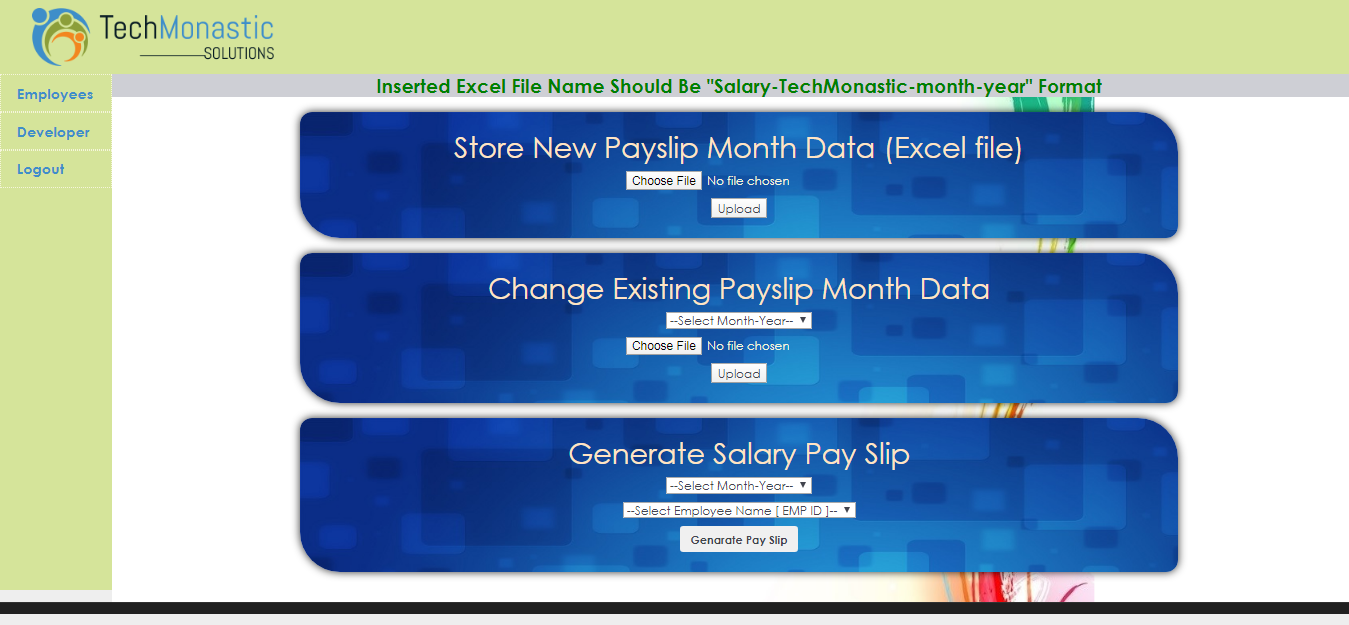 TechMonastic
SOLUTIONS
Employees
Developer
Logout
Inserted Excel File Name Should Be "Salary-TechMonastic-month-year" Format
Store New Payslip Month Data (Excel file)
Choose File No file chosen
Upload
Change Existing Payslip Month Data
--Select Month-Year--
Choose File No file chosen
Upload
Generate Salary Pay Slip
--Select Month-Year--
--Select Employee Name [ EMP ID ]--
Genarate Pay Slip